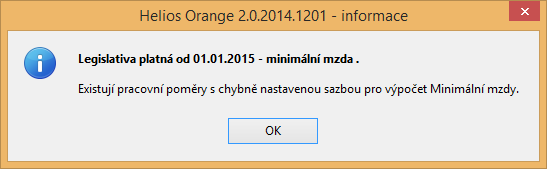 Helios Orange 2.0.2014.1201 - informace
Legislativa platná od 01.01.2015 - minimální mzda .
Existují pracovní poměry s chybně nastavenou sazbou pro výpočet Minimální mzdy.
OK